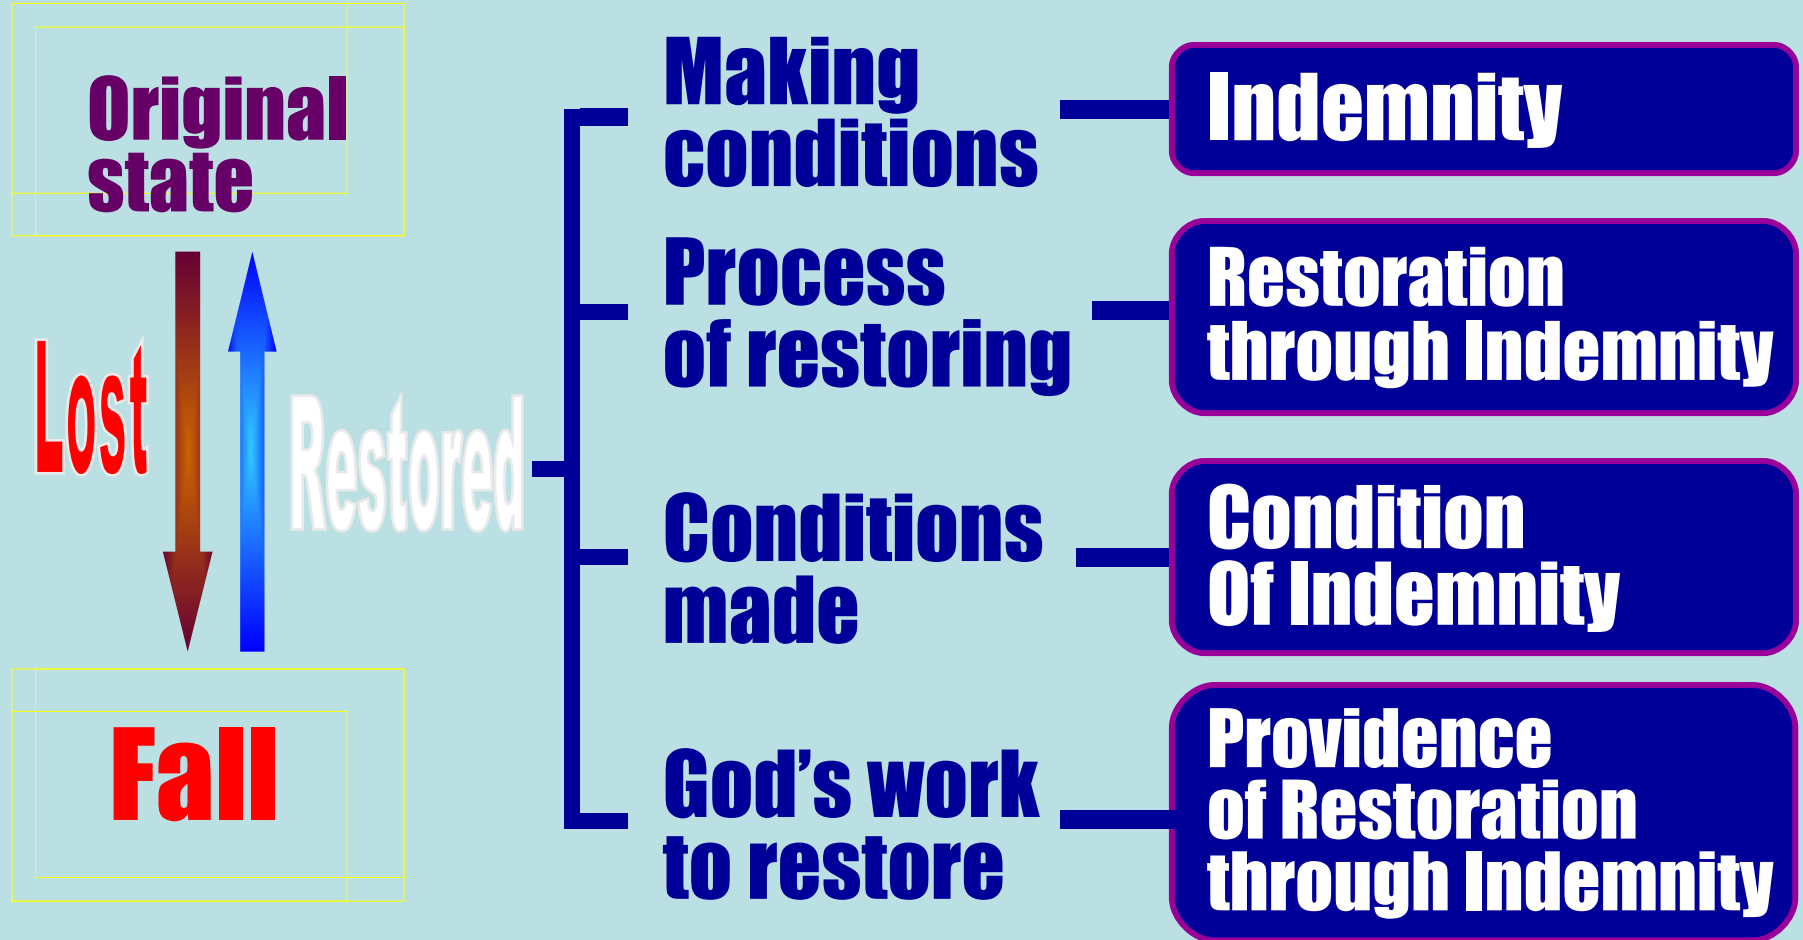 Original
state
Lost
Restored
Fall
Making
conditions
Indemnity
Process
of restoring
Restoration
through Indemnity
Conditions
made
Condition
Of Indemnity
God’s work
to restore
Providence
of Restoration
through Indemnity